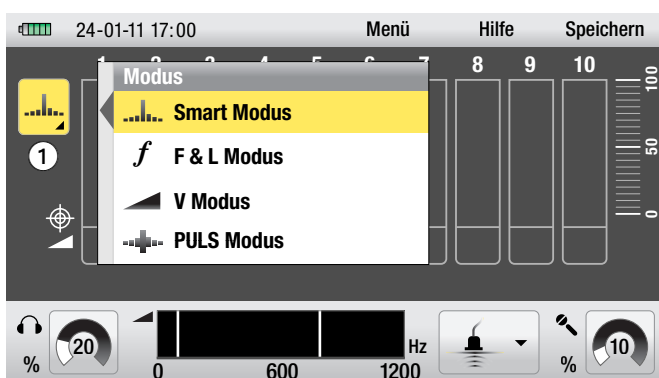 24-01-11 17:00 Menü Hilfe Speichern
1 2 3 4 5 6 7 8 9 10
Modus
Smart Modus
f F & L Modus
V Modus
PULS Modus
1
100
50
0
% 20
Hz
0 600 1200
% 10